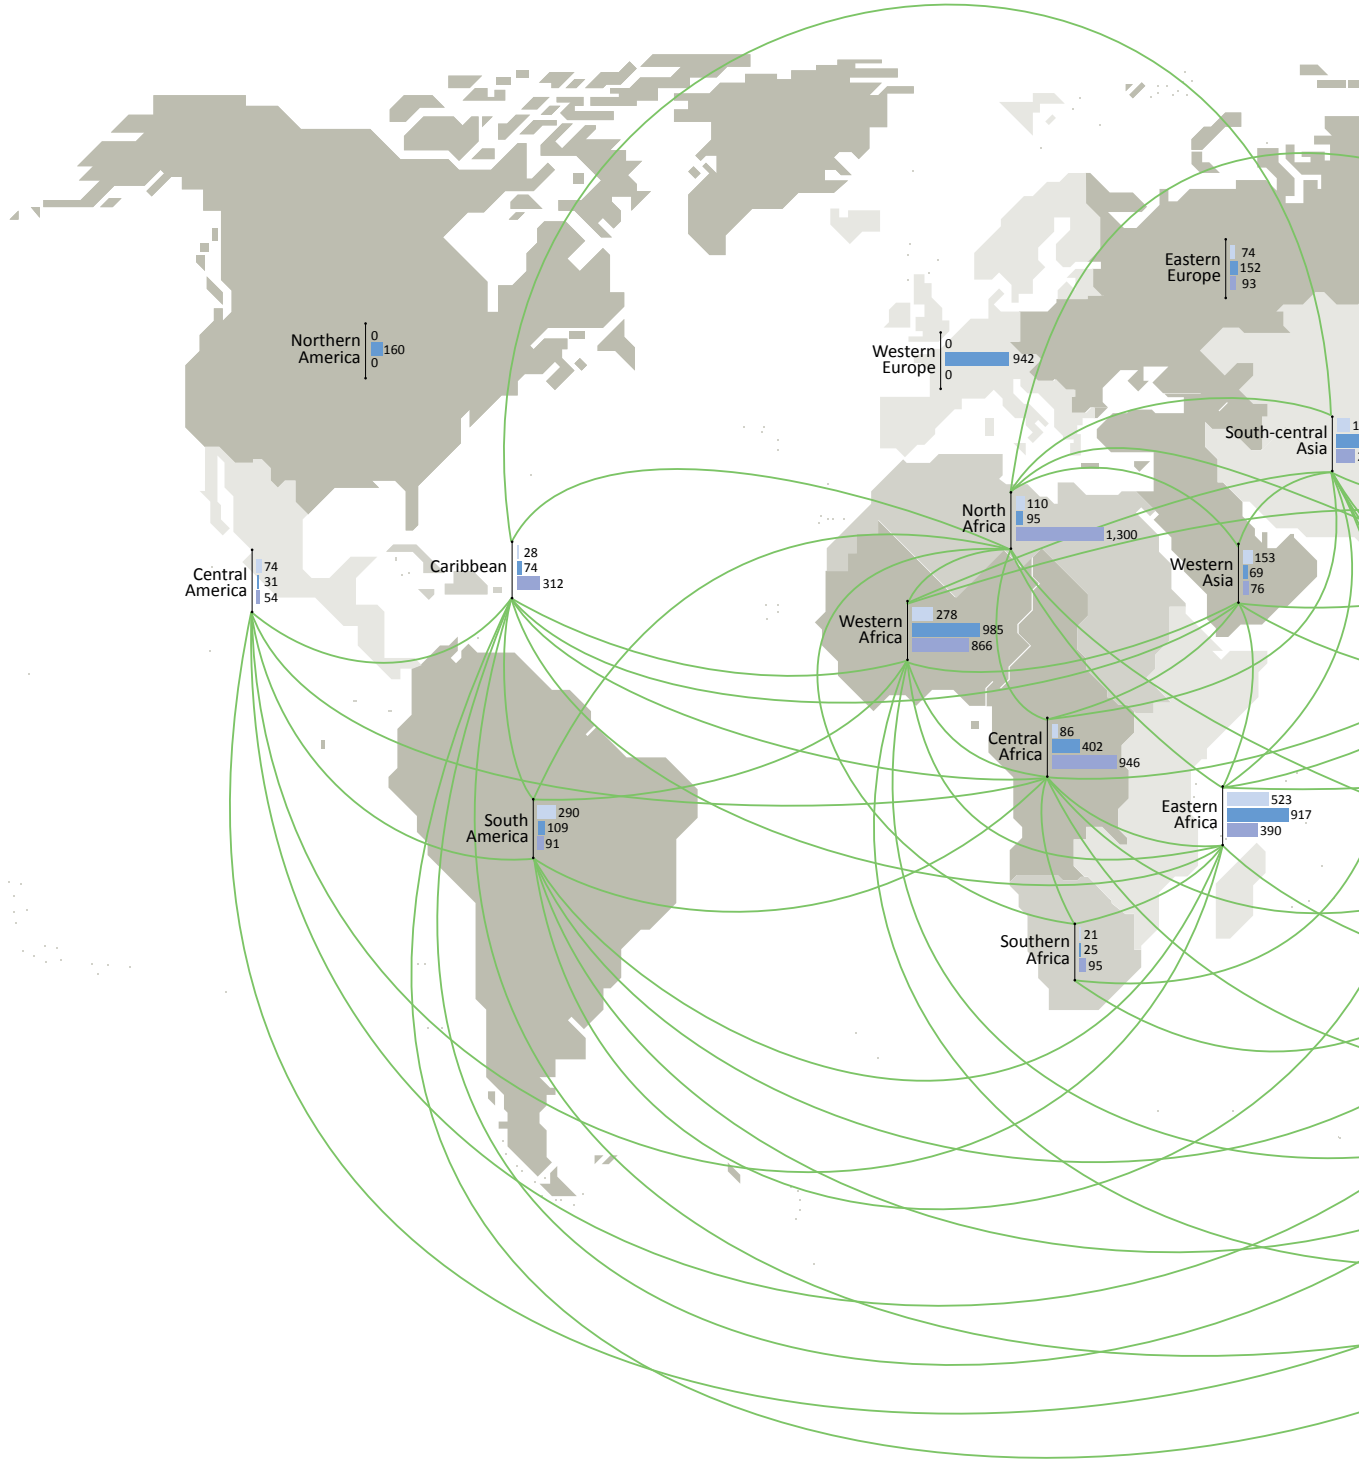 Eastern
Europe
74
152
93
Northern
America
0
160
0
Western
Europe
0
942
0
South-central
Asia
North
Africa
110
95
1,300
Central
America
74
31
54
Caribbean
28
74
312
Western
Asia
153
69
76
Western
Africa
278
985
866
Central
Africa
86
402
946
South
America
290
109
91
Eastern
Africa
523
917
390
Southern
Africa
21
25
95